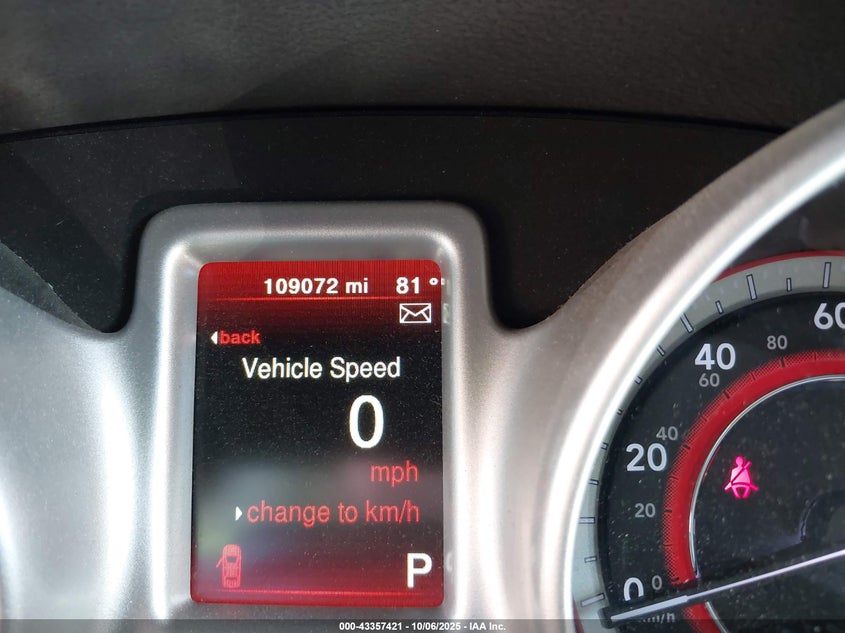 109072 mi 81 °
back
Vehicle Speed
0
mph
change to km/h
P
60
40
80
60
20
40
20
0
0
km/h
000-43357421 - 10/06/2025 - IAA Inc.